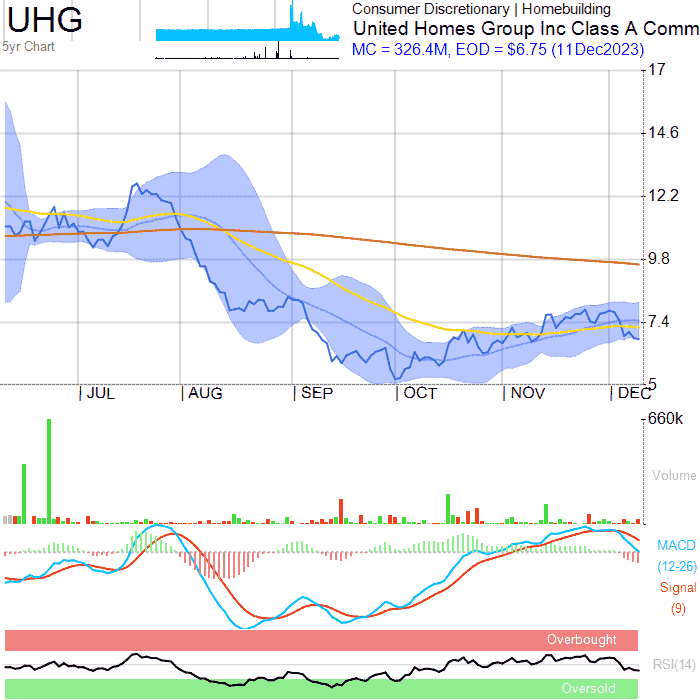 UHG
5yr Chart
Consumer Discretionary | Homebuilding
United Homes Group Inc Class A Comm
MC = 326.4M, EOD = $6.75 (11Dec2023)
17
14.6
12.2
9.8
7.4
5
JUL AUG SEP OCT NOV DEC
660k
Volume
MACD
(12-26)
Signal
(9)
Overbought
RSI(14)
Oversold